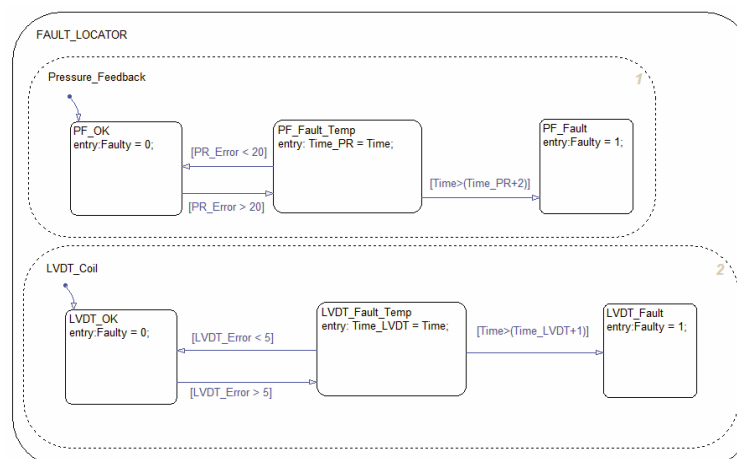 FAULT_LOCATOR
Pressure_Feedback
1
PF_OK
entry:Faulty = 0;
[PR_Error < 20]
[PR_Error > 20]
PF_Fault_Temp
entry: Time_PR = Time;
[Time>(Time_PR+2)]
PF_Fault
entry:Faulty = 1;
LVDT_Coil
2
LVDT_OK
entry:Faulty = 0;
[LVDT_Error < 5]
[LVDT_Error > 5]
LVDT_Fault_Temp
entry: Time_LVDT = Time;
[Time>(Time_LVDT+1)]
LVDT_Fault
entry:Faulty = 1;